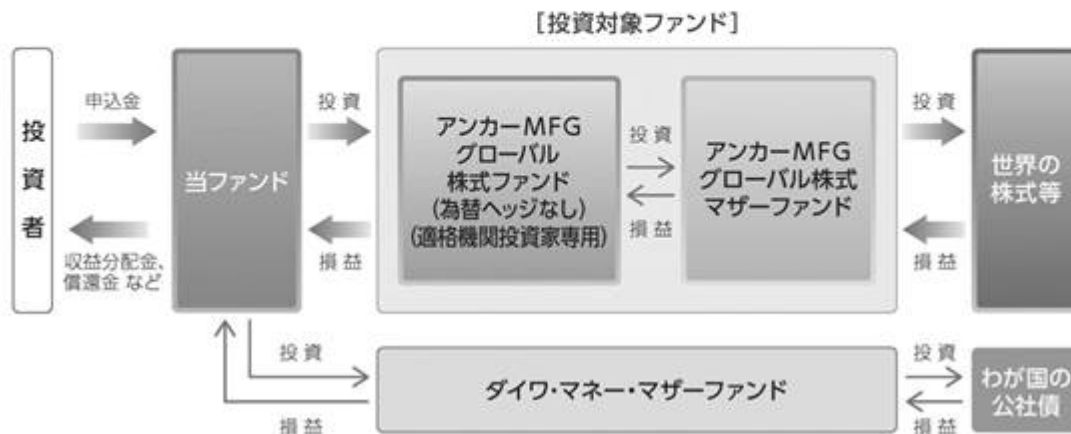 [投資対象ファンド]
投資者
申込金
収益分配金、
償還金 など
当ファンド
投資
損益
アンカーMFG
グローバル
株式ファンド
(為替ヘッジなし)
(適格機関投資家専用)
投資
損益
アンカーMFG
グローバル株式
マザーファンド
投資
損益
世界の
株式等
投資
損益
ダイワ・マネー・マザーファンド
投資
損益
わが国の
公社債